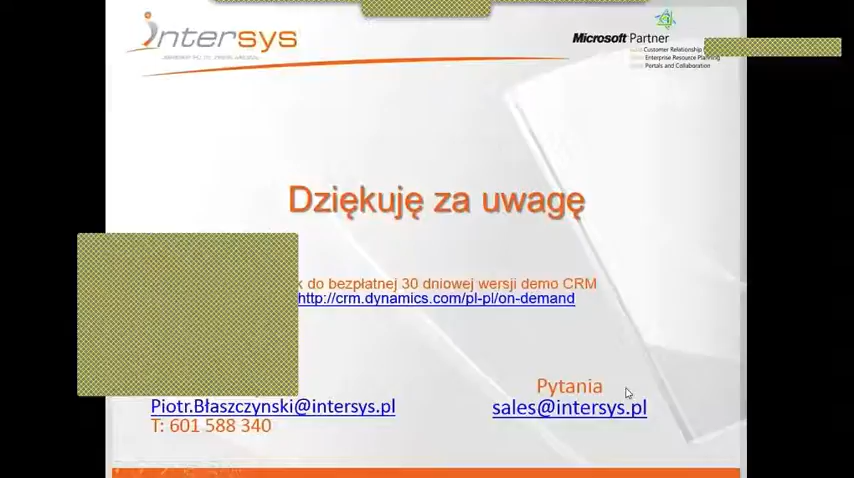 intersys
Microsoft Partner
Customer Relationship
Enterprise Resource Planning
Portals and Collaboration
Dziękuję za uwagę
do bezpłatnej 30 dniowej wersji demo CRM
http://crm.dynamics.com/pl-pl/on-demand
Pytania
Piotr.Błaszczynski@intersys.pl
sales@intersys.pl
T: 601 588 340